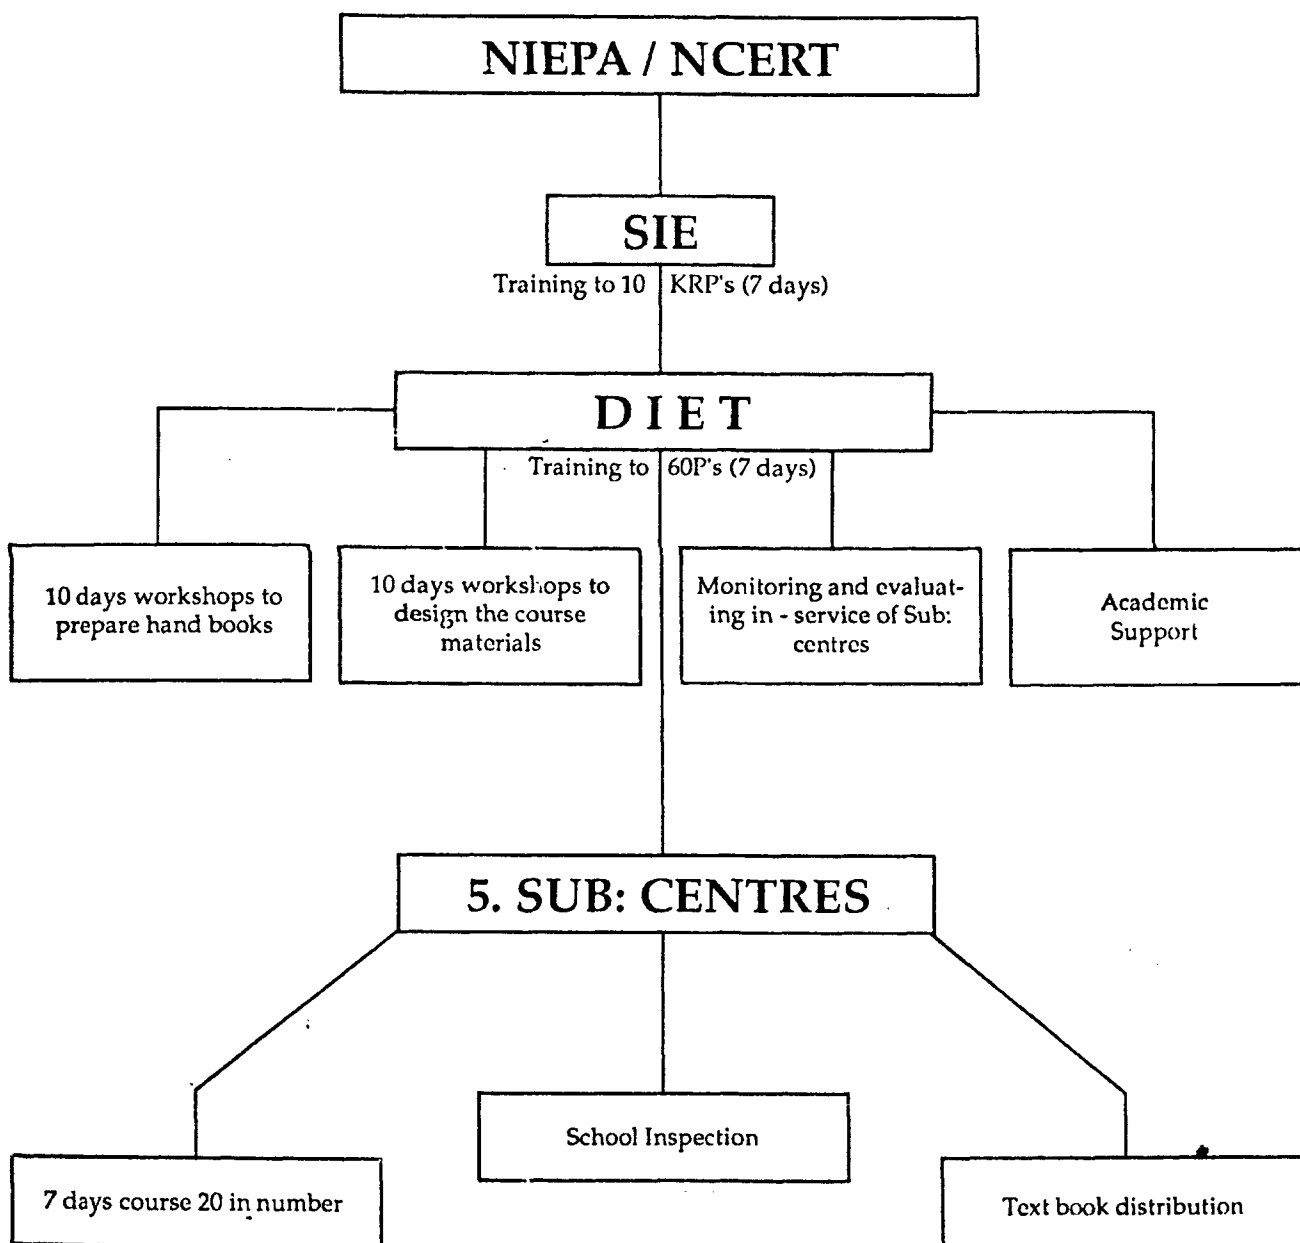 NIEPA / NCERT
SIE
Training to 10 KRP's (7 days)
D I E T
Training to 60P's (7 days)
10 days workshops to
prepare hand books
10 days workshops to
design the course
materials
Monitoring and evaluat-
ing in - service of Sub:
centres
Academic
Support
5. SUB: CENTRES
School Inspection
7 days course 20 in number
Text book distribution